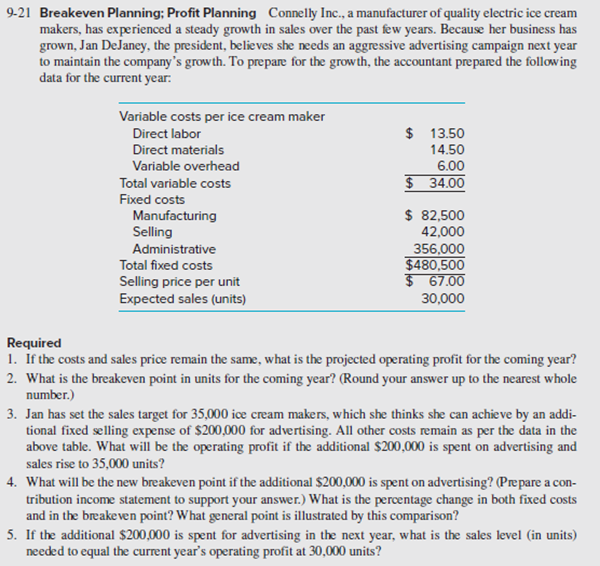 9-21 Breakeven Planning; Profit Planning Connelly Inc., a manufacturer of quality electric ice cream
makers, has experienced a steady growth in sales over the past few years. Because her business has
grown, Jan DeJaney, the president, believes she needs an aggressive advertising campaign next year
to maintain the company's growth. To prepare for the growth, the accountant prepared the following
data for the current year:
Variable costs per ice cream maker
Direct labor $ 13.50
Direct materials 14.50
Variable overhead 6.00
Total variable costs $ 34.00
Fixed costs
Manufacturing $ 82,500
Selling 42,000
Administrative 356,000
Total fixed costs $480,500
Selling price per unit $ 67.00
Expected sales (units) 30,000
Required
1. If the costs and sales price remain the same, what is the projected operating profit for the coming year?
2. What is the breakeven point in units for the coming year? (Round your answer up to the nearest whole
number.)
3. Jan has set the sales target for 35,000 ice cream makers, which she thinks she can achieve by an addi-
tional fixed selling expense of $200,000 for advertising. All other costs remain as per the data in the
above table. What will be the operating profit if the additional $200,000 is spent on advertising and
sales rise to 35,000 units?
4. What will be the new breakeven point if the additional $200,000 is spent on advertising? (Prepare a con-
tribution income statement to support your answer.) What is the percentage change in both fixed costs
and in the breakeven point? What general point is illustrated by this comparison?
5. If the additional $200,000 is spent for advertising in the next year, what is the sales level (in units)
needed to equal the current year's operating profit at 30,000 units?